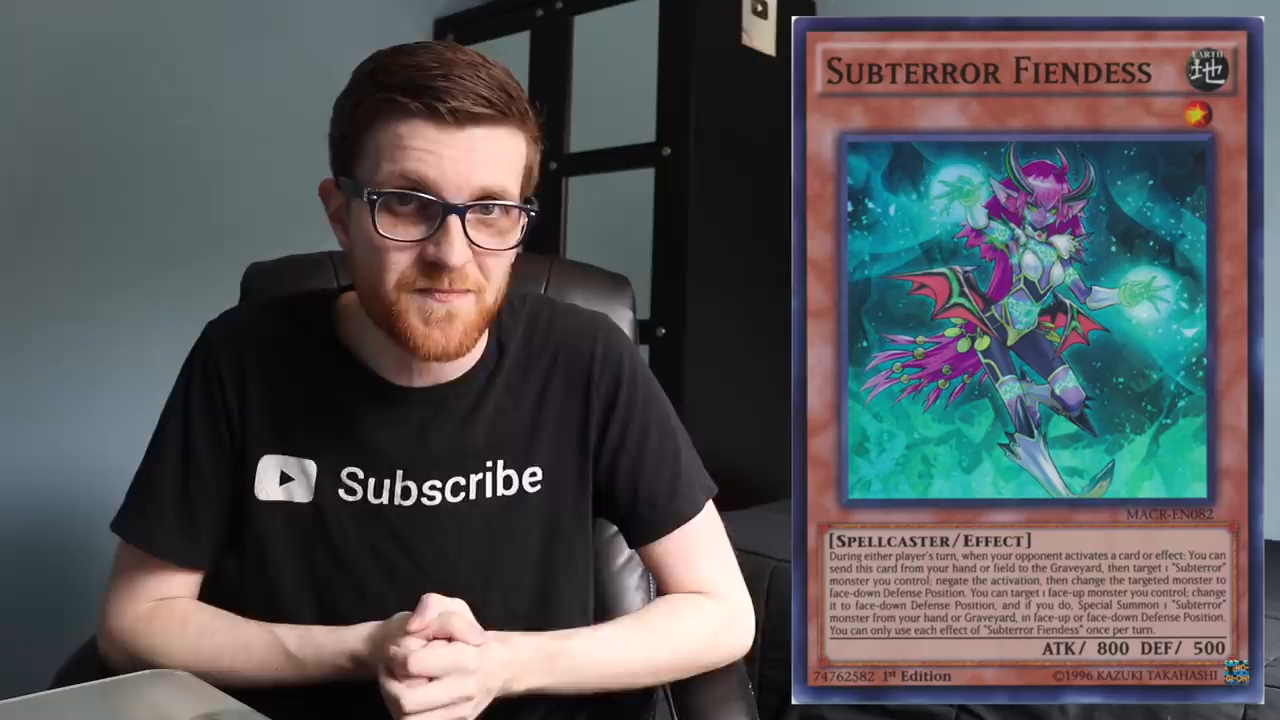 Subscribe
SUBTERROR FIENDESS
EARTH
地
MACR-EN082
[SPELLCASTER/EFFECT]
During either player's turn, when your opponent activates a card or effect: You can
send this card from your hand or field to the Graveyard, then target 1 "Subterror"
monster you control; negate the activation, then change the targeted monster to
face-down Defense Position. You can target 1 face-up monster you control; change
it to face-down Defense Position, and if you do, Special Summon 1 "Subterror"
monster from your hand or Graveyard, in face-up or face-down Defense Position.
You can only use each effect of "Subterror Fiendess" once per turn.
ATK/ 800 DEF/ 500
74762582 1st Edition ©1996 KAZUKI TAKAHASHI